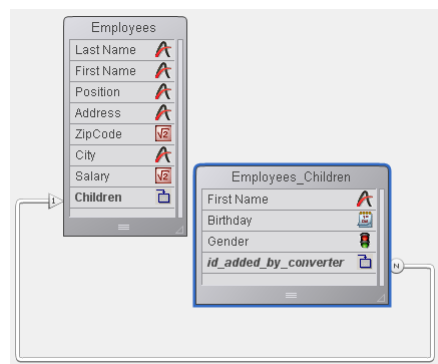 Employees
Last Name
First Name
Position
Address
ZipCode
City
Salary
Children
Employees_Children
First Name
Birthday
Gender
id_added_by_converter
1
N